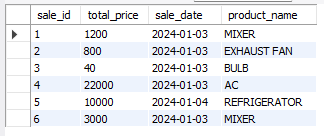 sale_id total_price sale_date product_name
1 1200 2024-01-03 MIXER
2 800 2024-01-03 EXHAUST FAN
3 40 2024-01-03 BULB
4 22000 2024-01-03 AC
5 10000 2024-01-04 REFRIGERATOR
6 3000 2024-01-03 MIXER